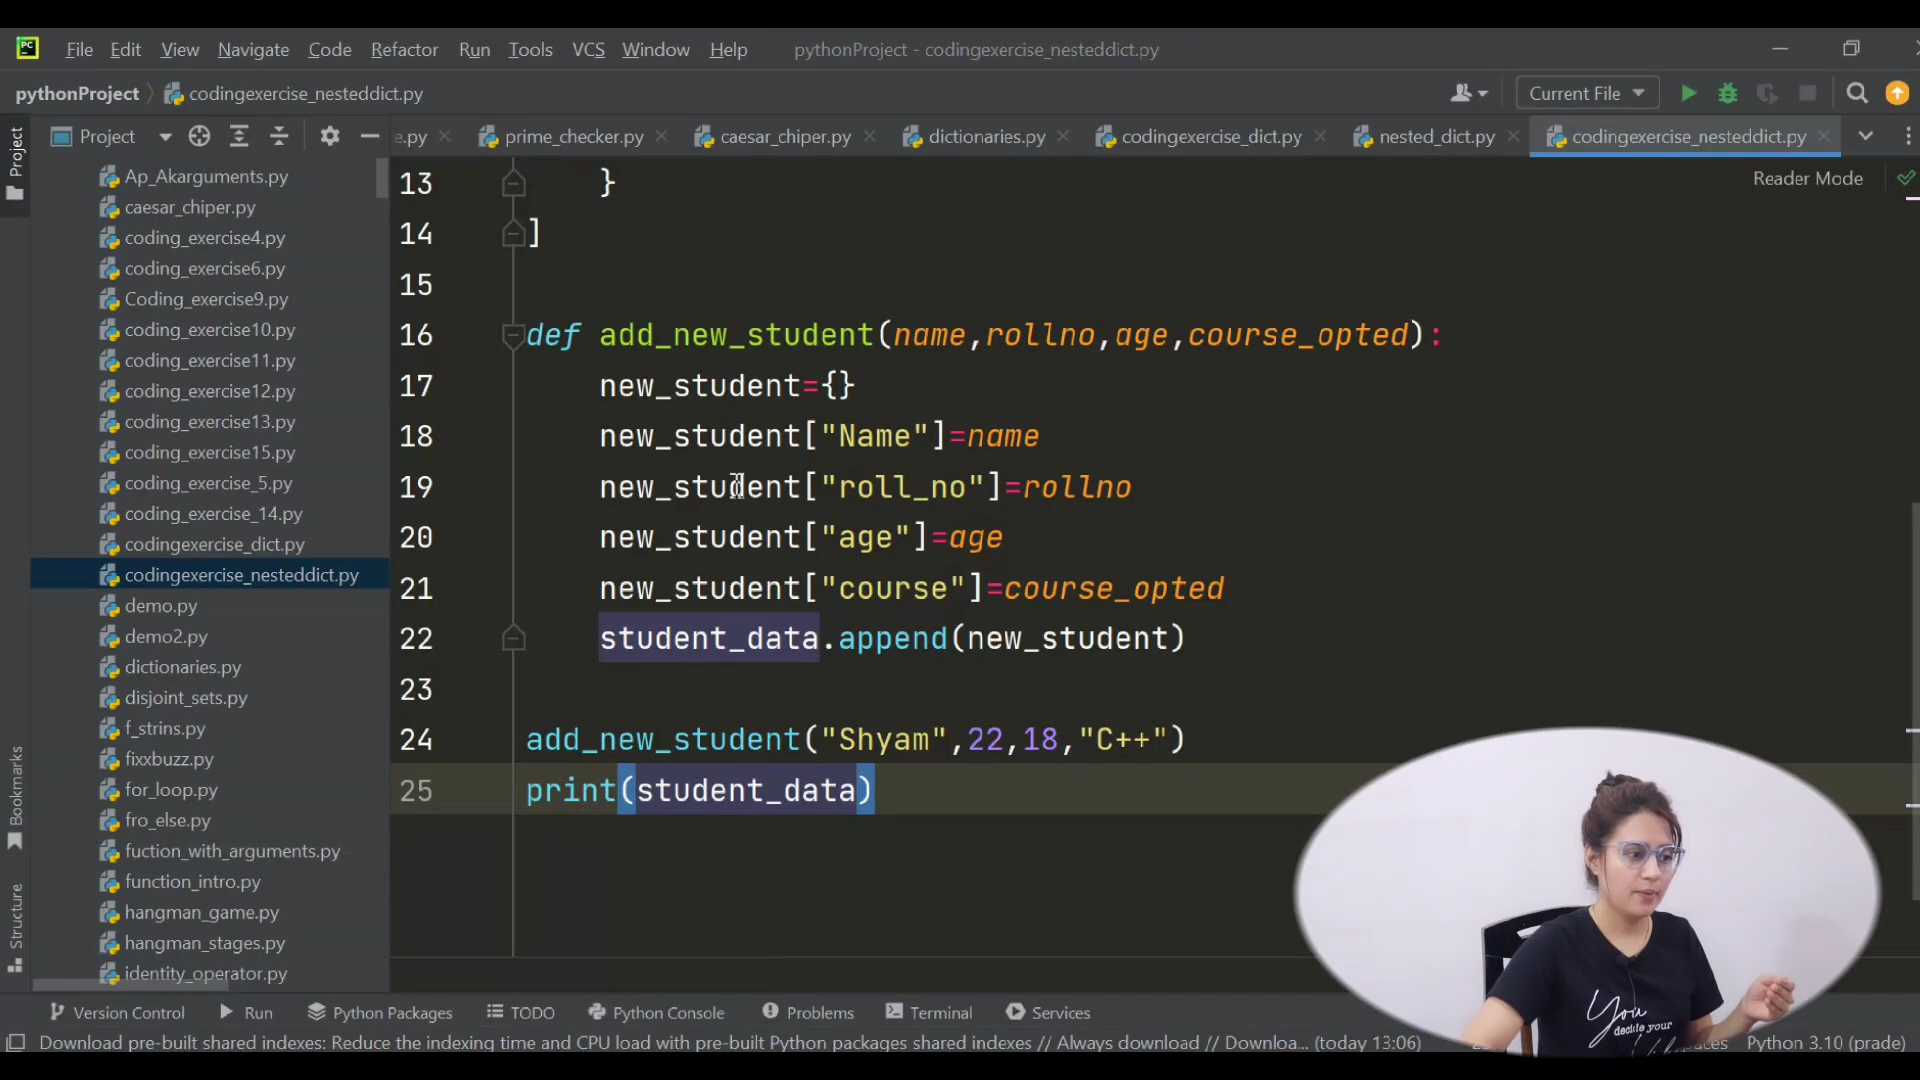 PC File Edit View Navigate Code Refactor Run Tools VCS Window Help pythonProject - codingexercise_nesteddict.py
pythonProject codingexercise_nesteddict.py Current File
Project e.py prime_checker.py caesar_chiper.py dictionaries.py codingexercise_dict.py nested_dict.py codingexercise_nesteddict.py
Project
Reader Mode
Ap_Akarguments.py
caesar_chiper.py
coding_exercise4.py
coding_exercise6.py
Coding_exercise9.py
coding_exercise10.py
coding_exercise11.py
coding_exercise12.py
coding_exercise13.py
coding_exercise15.py
coding_exercise_5.py
coding_exercise_14.py
codingexercise_dict.py
codingexercise_nesteddict.py
demo.py
demo2.py
dictionaries.py
disjoint_sets.py
f_strins.py
fixxbuzz.py
for_loop.py
fro_else.py
fuction_with_arguments.py
function_intro.py
hangman_game.py
hangman_stages.py
identity_operator.py
13 }
14 ]
15
16 def add_new_student(name,rollno,age,course_opted):
17 new_student={}
18 new_student["Name"]=name
19 new_student["roll_no"]=rollno
20 new_student["age"]=age
21 new_student["course"]=course_opted
22 student_data.append(new_student)
23
24 add_new_student("Shyam",22,18,"C++")
25 print(student_data)
Bookmarks
Structure
You
decide your
Version Control Run Python Packages TODO Python Console Problems Terminal Services
Download pre-built shared indexes: Reduce the indexing time and CPU load with pre-built Python packages shared indexes // Always download // Downloa... (today 13:06) Python 3.10 (prade)